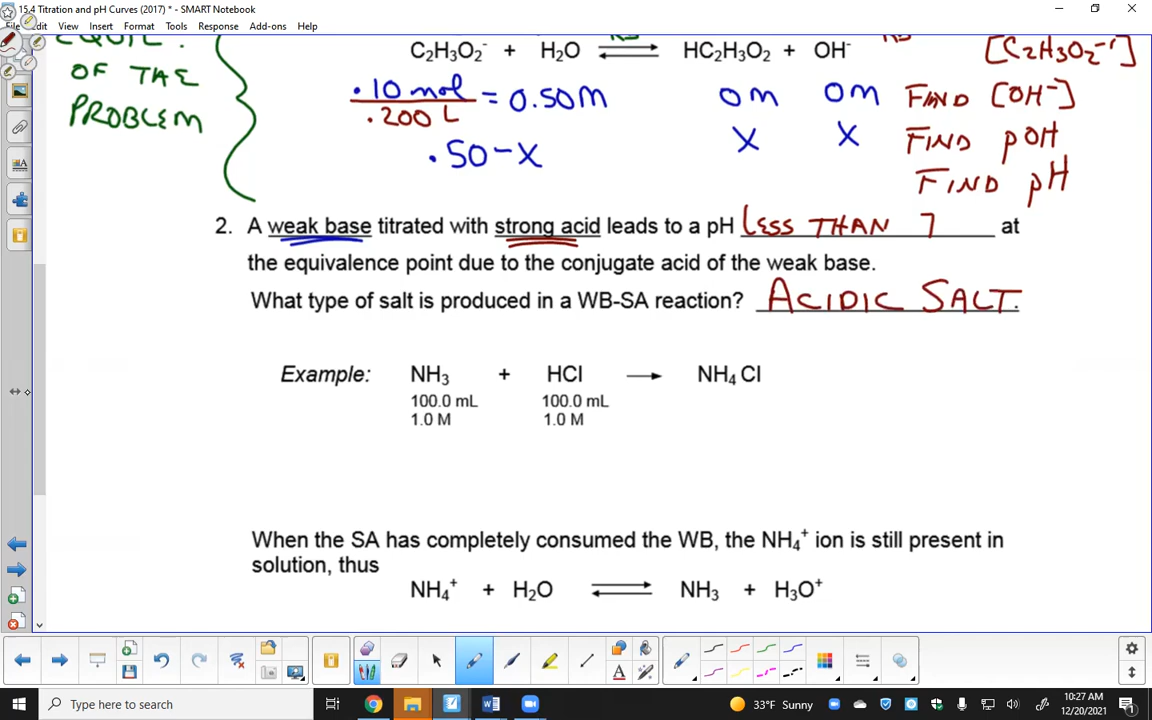 15.4 Titration and pH Curves (2017) * - SMART Notebook
File Edit View Insert Format Tools Response Add-ons Help
EQUIL.
OF THE
PROBLEM
C₂H₃O₂⁻ + H₂O ⇌ HC₂H₃O₂ + OH⁻
[C₂H₃O₂⁻¹]
.10 mol
.200 L
= 0.50M
0 M 0 M
FIND [OH⁻]
.50-X X X
FIND pOH
FIND pH
2. A weak base titrated with strong acid leads to a pH LESS THAN 7 at
the equivalence point due to the conjugate acid of the weak base.
What type of salt is produced in a WB-SA reaction? ACIDIC SALT.
Example: NH₃ + HCl → NH₄Cl
100.0 mL 100.0 mL
1.0 M 1.0 M
When the SA has completely consumed the WB, the NH₄⁺ ion is still present in
solution, thus
NH₄⁺ + H₂O ⇌ NH₃ + H₃O⁺
Type here to search
33°F Sunny
10:27 AM
12/20/2021